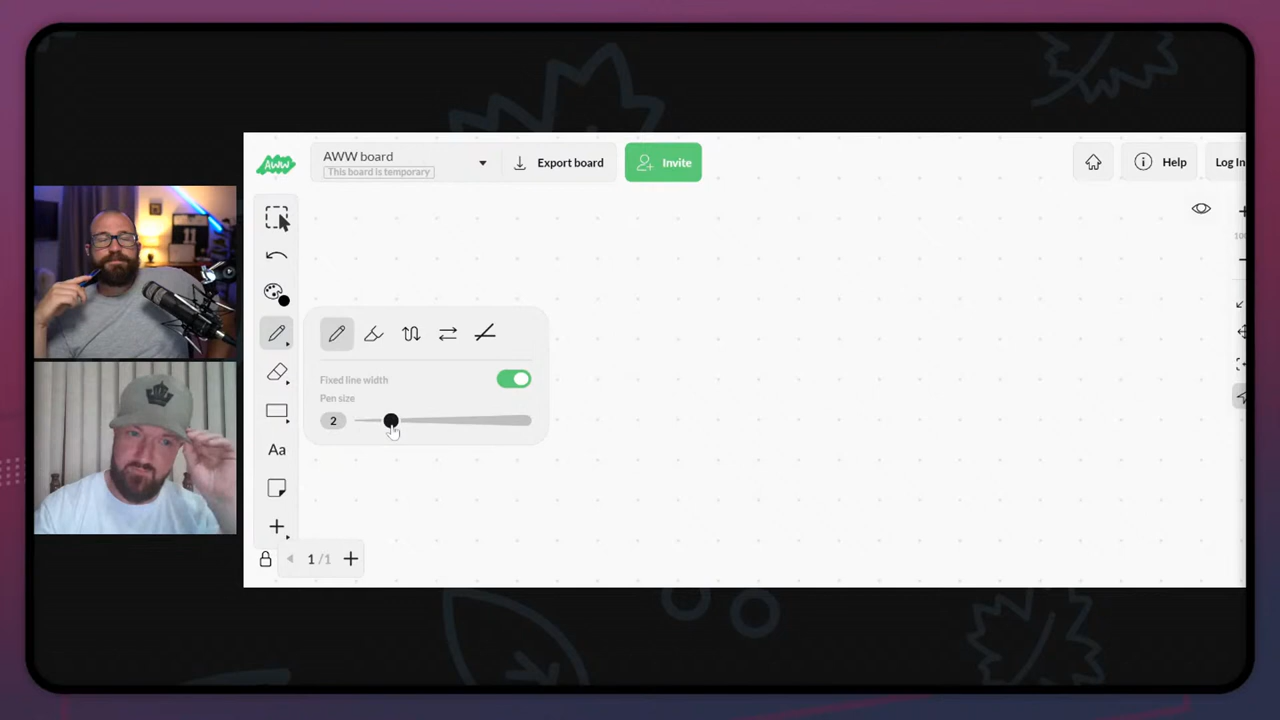 AWW
AWW board
This board is temporary
Export board
Invite
Help
Log In
Fixed line width
Pen size
2
Aa
1 /1